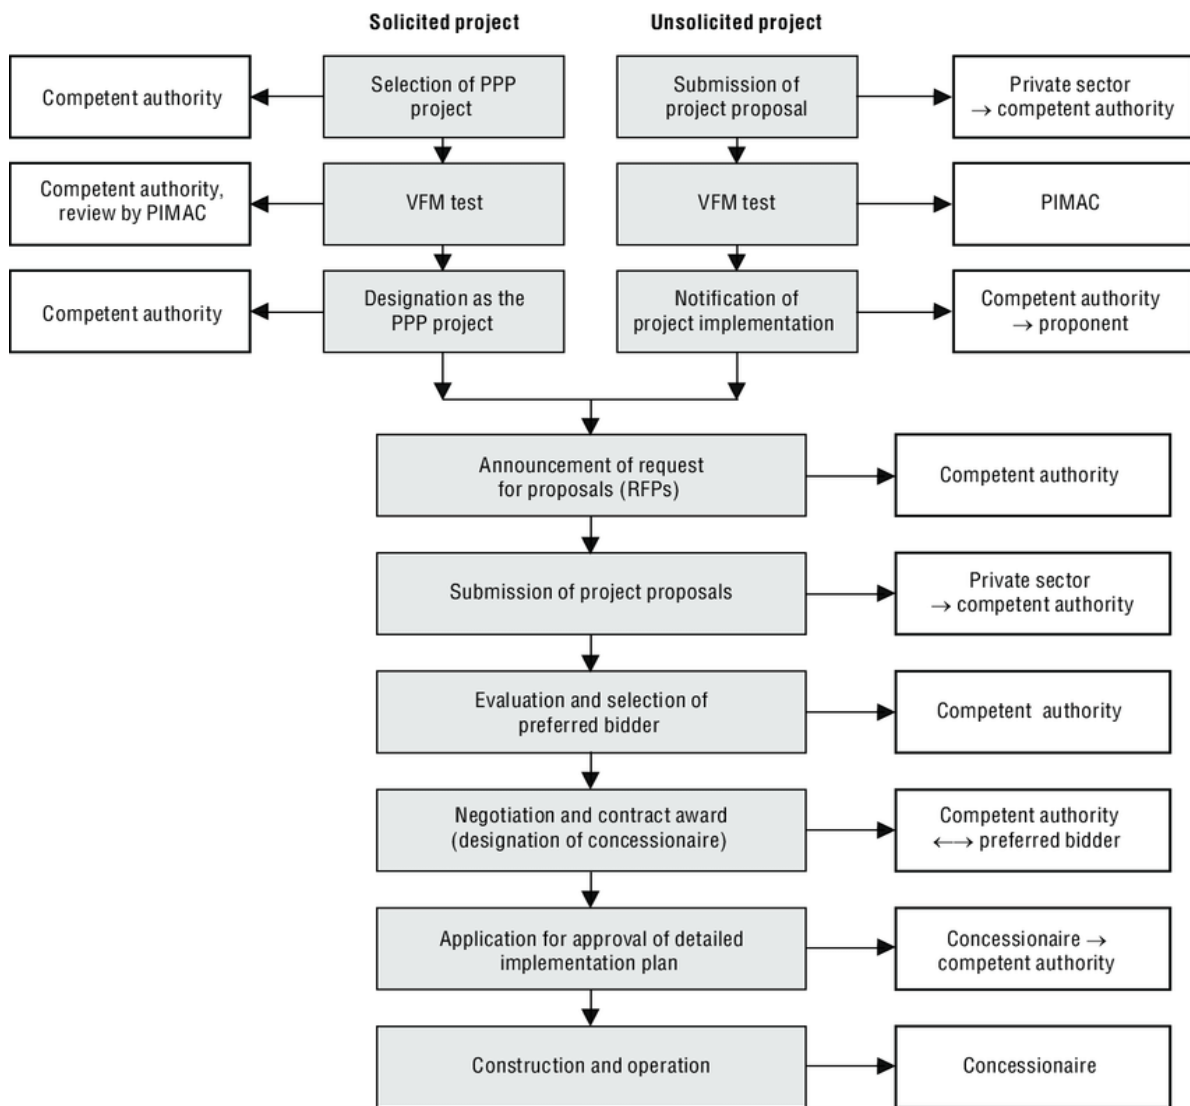 Solicited project
Unsolicited project
Competent authority
Selection of PPP
project
Submission of
project proposal
Private sector
→ competent authority
Competent authority,
review by PIMAC
VFM test
VFM test
PIMAC
Competent authority
Designation as the
PPP project
Notification of
project implementation
Competent authority
→ proponent
Announcement of request
for proposals (RFPs)
Competent authority
Submission of project proposals
Private sector
→ competent authority
Evaluation and selection of
preferred bidder
Competent authority
Negotiation and contract award
(designation of concessionaire)
Competent authority
←→ preferred bidder
Application for approval of detailed
implementation plan
Concessionaire →
competent authority
Construction and operation
Concessionaire